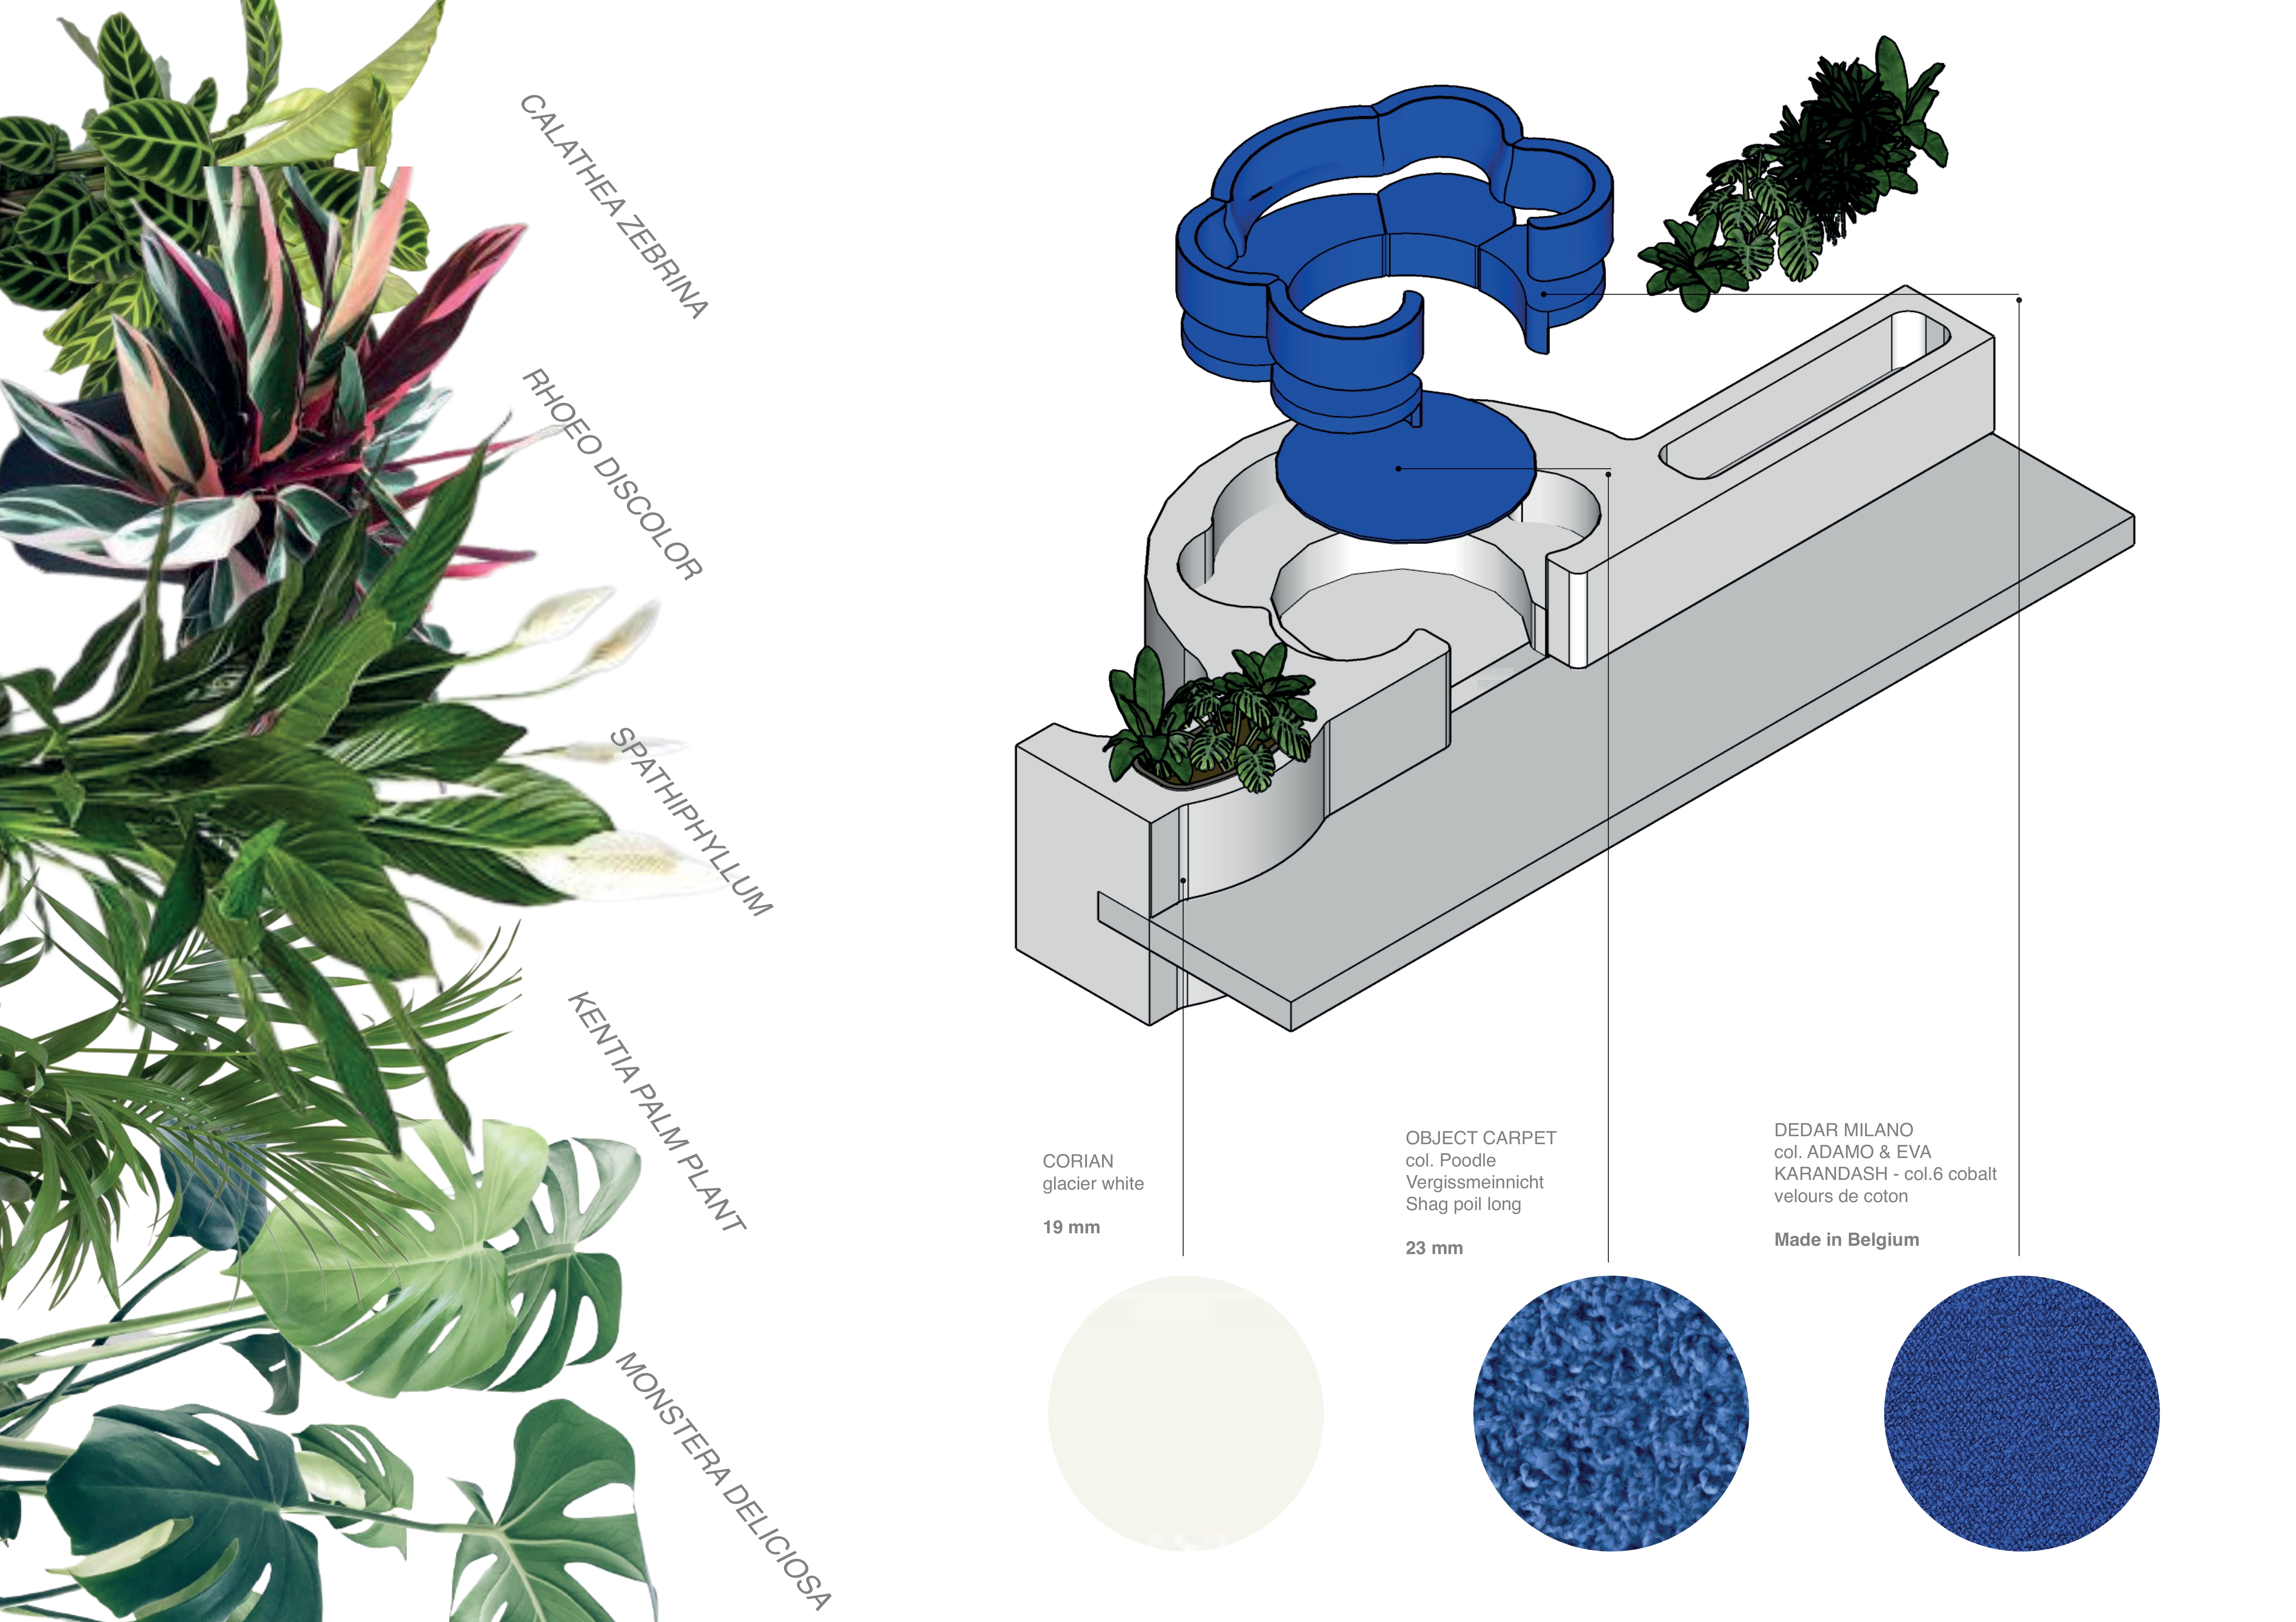 CALATHEA ZEBRINA
RHOEO DISCOLOR
SPATHIPHYLLUM
KENTIA PALM PLANT
MONSTERA DELICIOSA
CORIAN
glacier white
19 mm
OBJECT CARPET
col. Poodle
Vergissmeinnicht
Shag poil long
23 mm
DEDAR MILANO
col. ADAMO & EVA
KARANDASH - col.6 cobalt
velours de coton
Made in Belgium